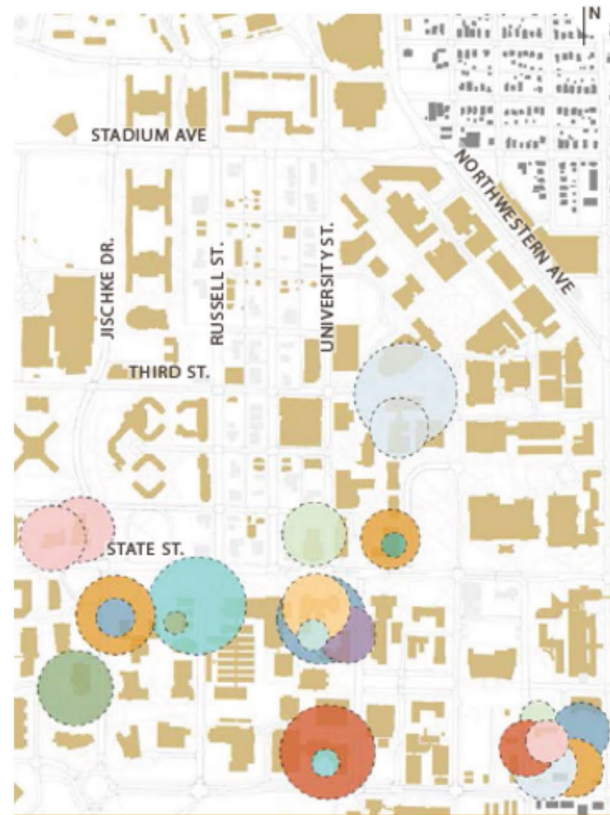 N
STADIUM AVE
NORTHWESTERN AVE
JISCHKE DR.
RUSSELL ST.
UNIVERSITY ST.
THIRD ST.
STATE ST.